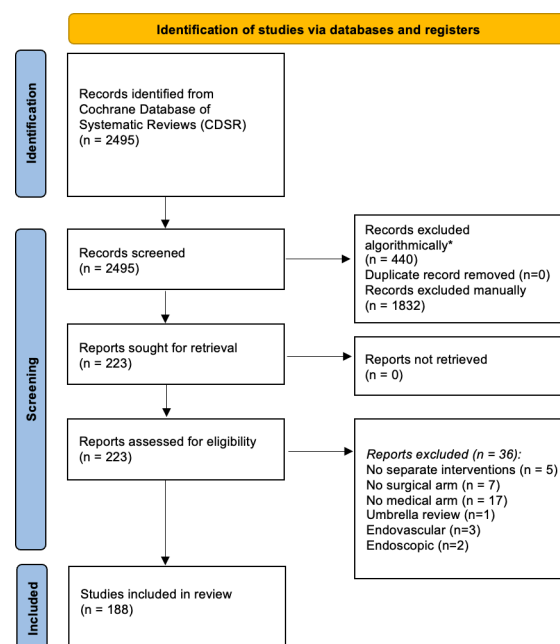 Identification of studies via databases and registers
Identification
Records identified from
Cochrane Database of
Systematic Reviews (CDSR)
(n = 2495)
Screening
Records screened
(n = 2495)
Records excluded
algorithmically*
(n = 440)
Duplicate record removed (n=0)
Records excluded manually
(n = 1832)
Reports sought for retrieval
(n = 223)
Reports not retrieved
(n = 0)
Reports assessed for eligibility
(n = 223)
Reports excluded (n = 36):
No separate interventions (n = 5)
No surgical arm (n = 7)
No medical arm (n = 17)
Umbrella review (n=1)
Endovascular (n=3)
Endoscopic (n=2)
Included
Studies included in review
(n = 188)